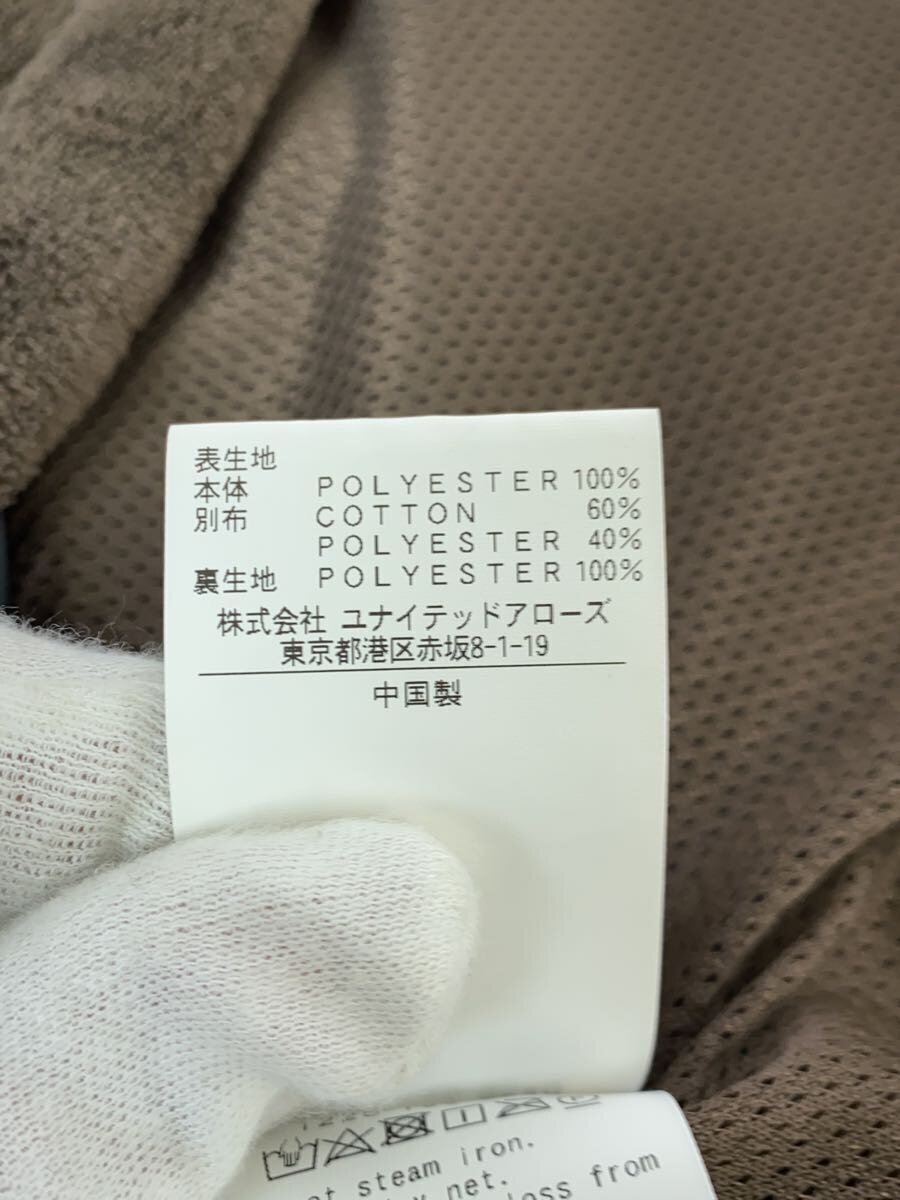 表生地
本体 POLYESTER 100%
別布 COTTON 60%
POLYESTER 40%
裏生地 POLYESTER 100%
株式会社 ユナイテッドアローズ
東京都港区赤坂8-1-19
中国製
steam iron.
net.
loss from